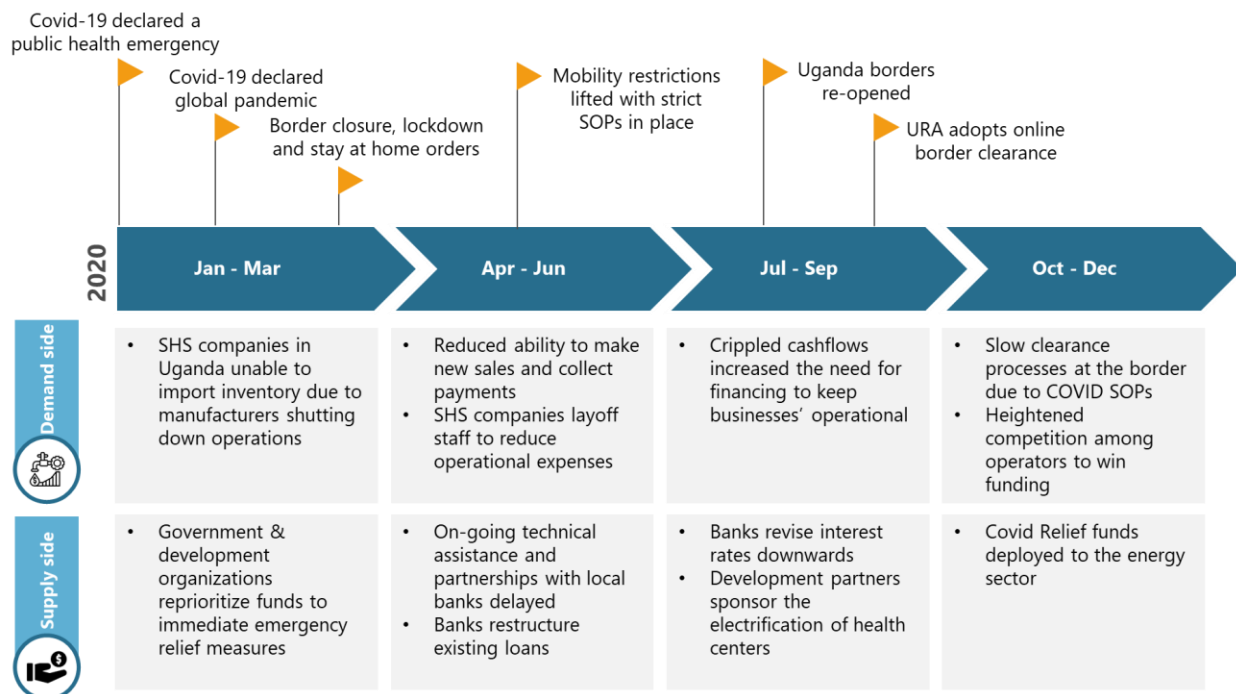 Covid-19 declared a
public health emergency
Covid-19 declared
global pandemic
Border closure, lockdown
and stay at home orders
Mobility restrictions
lifted with strict
SOPs in place
Uganda borders
re-opened
URA adopts online
border clearance
2020
Jan - Mar
Apr - Jun
Jul - Sep
Oct - Dec
Demand side
• SHS companies in
Uganda unable to
import inventory due to
manufacturers shutting
down operations
• Reduced ability to make
new sales and collect
payments
• SHS companies layoff
staff to reduce
operational expenses
• Crippled cashflows
increased the need for
financing to keep
businesses’ operational
• Slow clearance
processes at the border
due to COVID SOPs
• Heightened
competition among
operators to win
funding
Supply side
• Government &
development
organizations
reprioritize funds to
immediate emergency
relief measures
• On-going technical
assistance and
partnerships with local
banks delayed
• Banks restructure
existing loans
• Banks revise interest
rates downwards
• Development partners
sponsor the
electrification of health
centers
• Covid Relief funds
deployed to the energy
sector